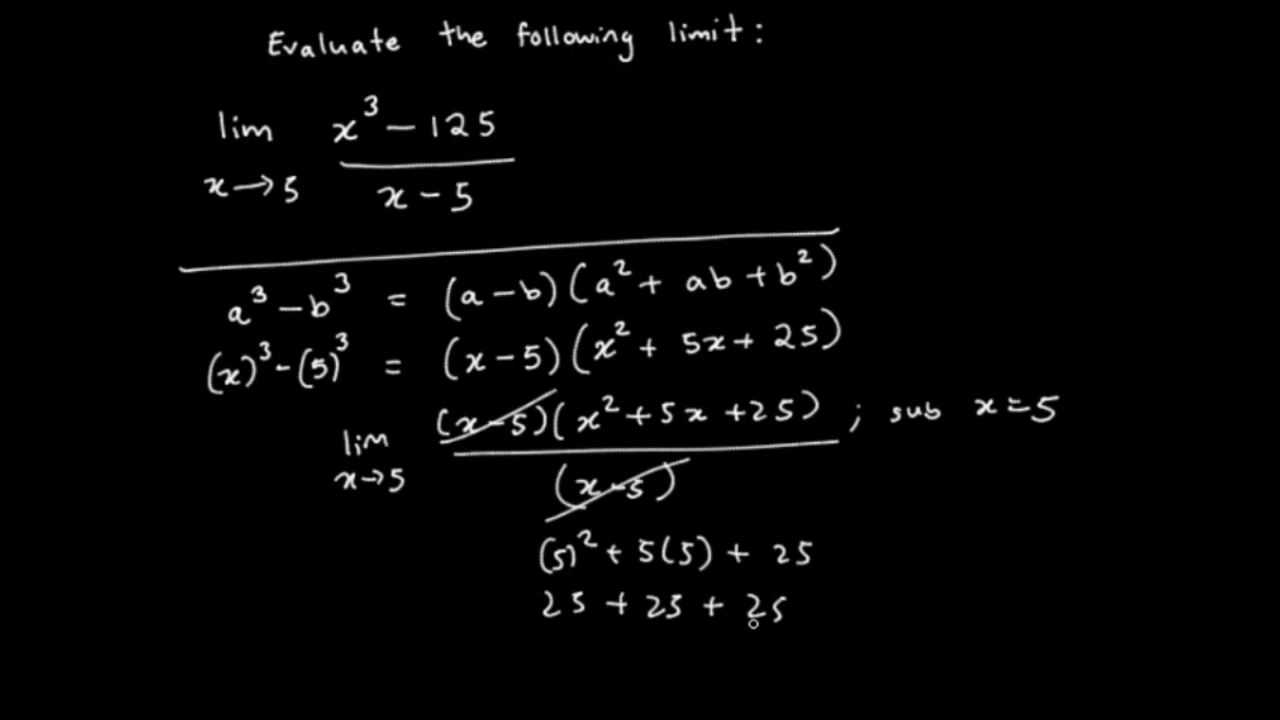 Evaluate the following limit:
lim x³ - 125
x→5 x - 5
a³ - b³ = (a - b)(a² + ab + b²)
(x)³ - (5)³ = (x - 5)(x² + 5x + 25)
lim (x - 5)(x² + 5x + 25) ; sub x = 5
x→5 (x - 5)
(5)² + 5(5) + 25
25 + 25 + 25